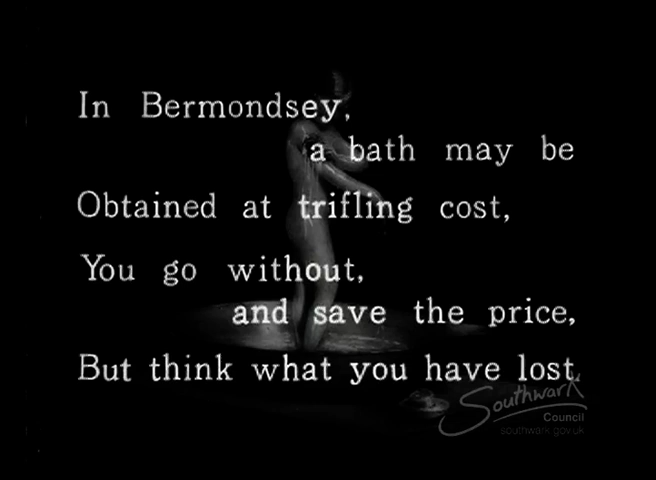 In Bermondsey,
a bath may be
Obtained at trifling cost,
You go without,
and save the price,
But think what you have lost.
Southwark
Council
southwark.gov.uk